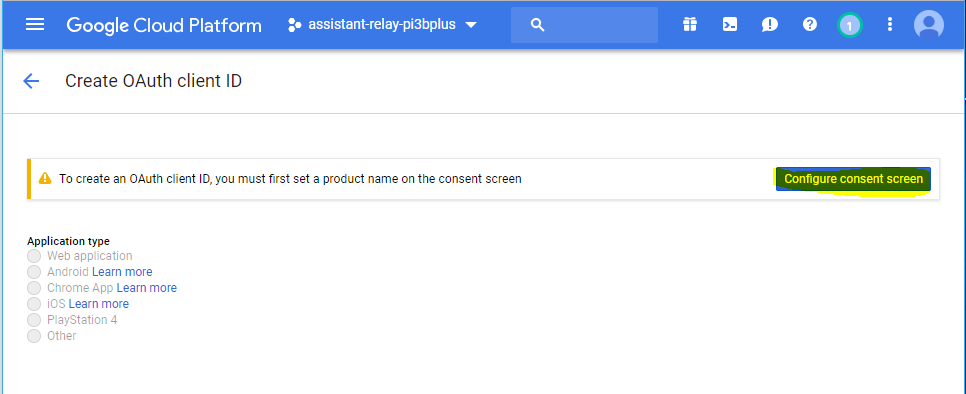 Google Cloud Platform assistant-relay-pi3bplus 1
Create OAuth client ID
To create an OAuth client ID, you must first set a product name on the consent screen Configure consent screen
Application type
Web application
Android Learn more
Chrome App Learn more
iOS Learn more
PlayStation 4
Other